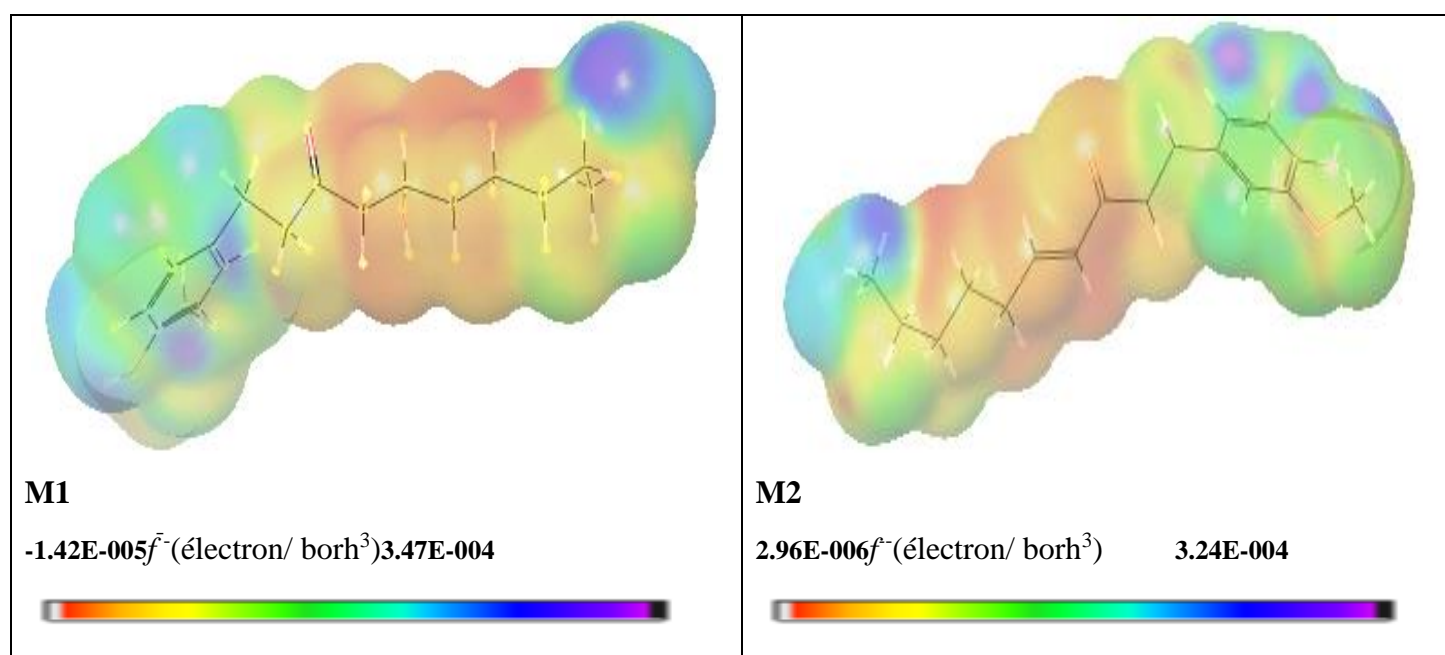 M1
-1.42E-005f̄⁻(électron/ borh³)3.47E-004
M2
2.96E-006f⁻(électron/ borh³) 3.24E-004